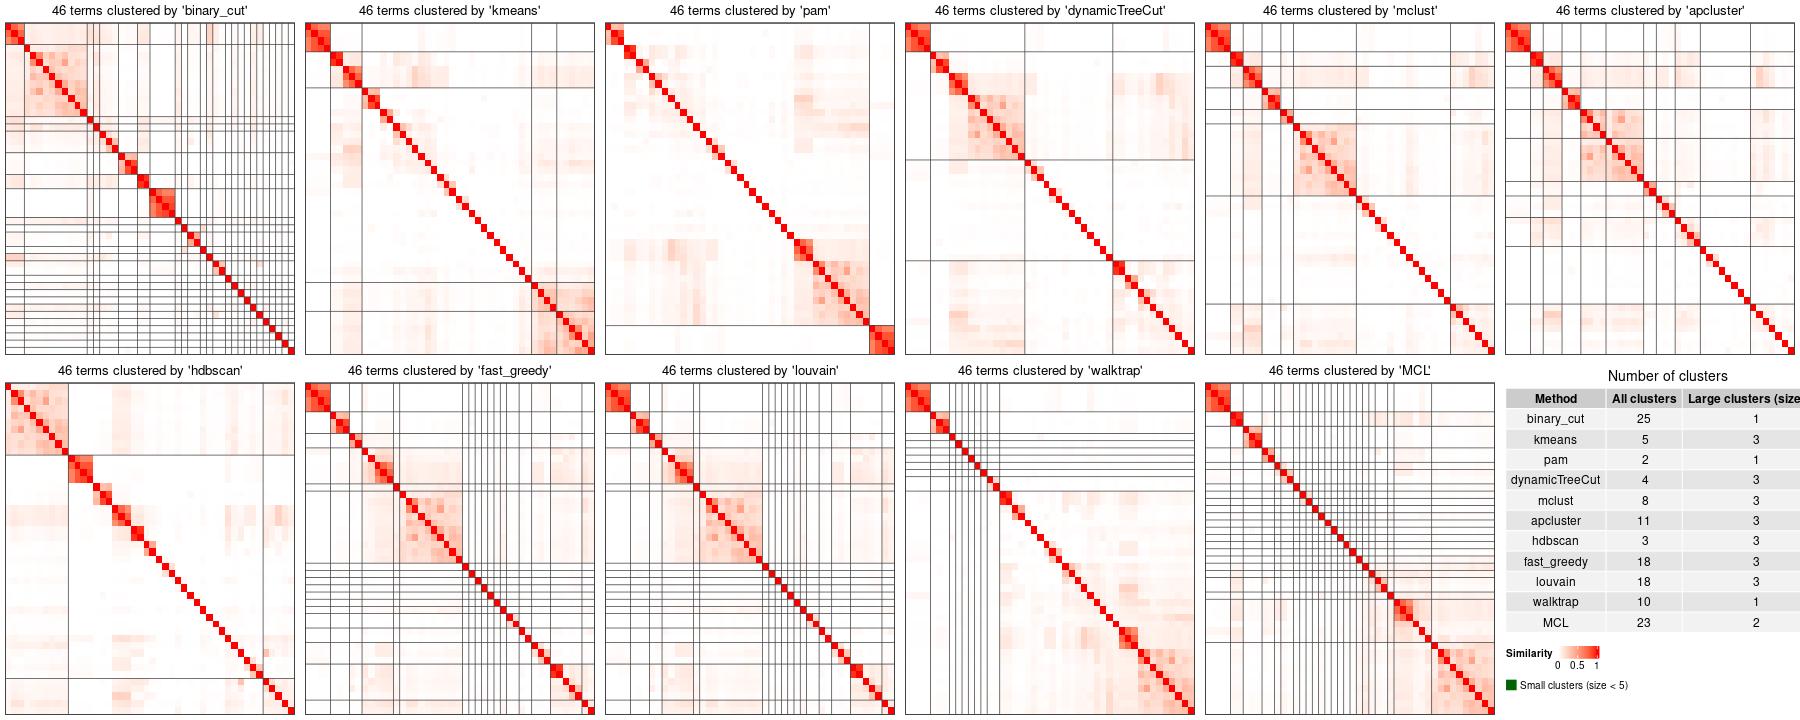 46 terms clustered by 'binary_cut'
46 terms clustered by 'kmeans'
46 terms clustered by 'pam'
46 terms clustered by 'dynamicTreeCut'
46 terms clustered by 'mclust'
46 terms clustered by 'apcluster'
46 terms clustered by 'hdbscan'
46 terms clustered by 'fast_greedy'
46 terms clustered by 'louvain'
46 terms clustered by 'walktrap'
46 terms clustered by 'MCL'
Number of clusters
Method All clusters Large clusters (size
binary_cut 25 1
kmeans 5 3
pam 2 1
dynamicTreeCut 4 3
mclust 8 3
apcluster 11 3
hdbscan 3 3
fast_greedy 18 3
louvain 18 3
walktrap 10 1
MCL 23 2
Similarity
0 0.5 1
Small clusters (size < 5)